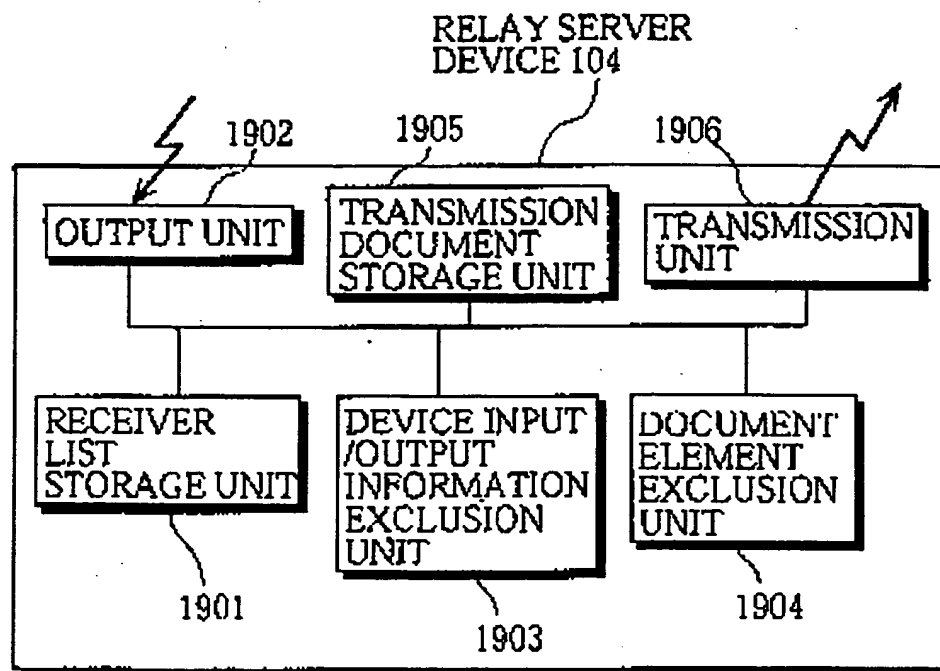 RELAY SERVER
DEVICE 104
1902
1905
1906
OUTPUT UNIT
TRANSMISSION
DOCUMENT
STORAGE UNIT
TRANSMISSION
UNIT
RECEIVER
LIST
STORAGE UNIT
DEVICE INPUT
/OUTPUT
INFORMATION
EXCLUSION
UNIT
DOCUMENT
ELEMENT
EXCLUSION
UNIT
1901
1903
1904